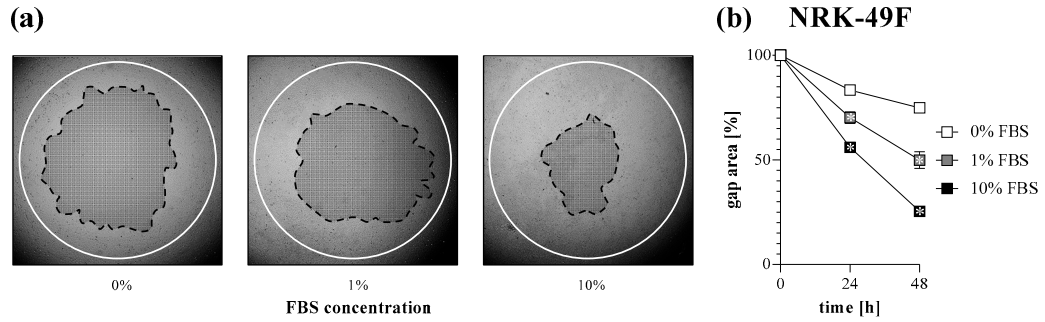 (a)
0%
1%
10%
FBS concentration
(b) NRK-49F
100
50
0
gap area [%]
0
24
48
time [h]
0% FBS
1% FBS
10% FBS
*
*
*
*